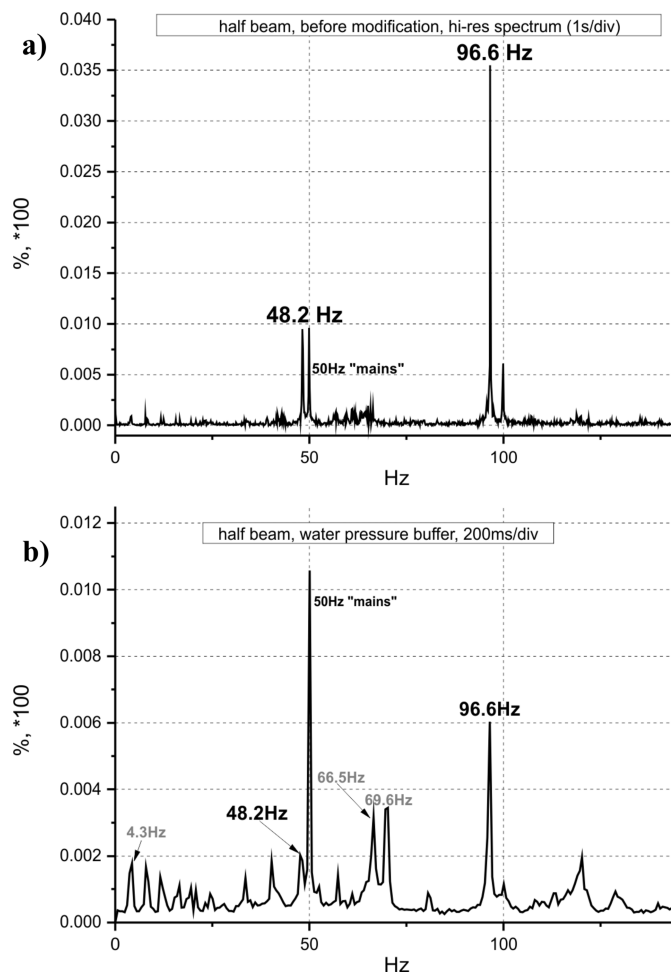 a)
half beam, before modification, hi-res spectrum (1s/div)
96.6 Hz
0.040
0.035
0.030
0.025
0.020
0.015
0.010
0.005
0.000
%, *100
48.2 Hz
50Hz "mains"
0
50
100
Hz
b)
half beam, water pressure buffer, 200ms/div
0.012
0.010
0.008
0.006
0.004
0.002
0.000
%, *100
50Hz "mains"
96.6Hz
66.5Hz
69.6Hz
48.2Hz
4.3Hz
0
50
100
Hz